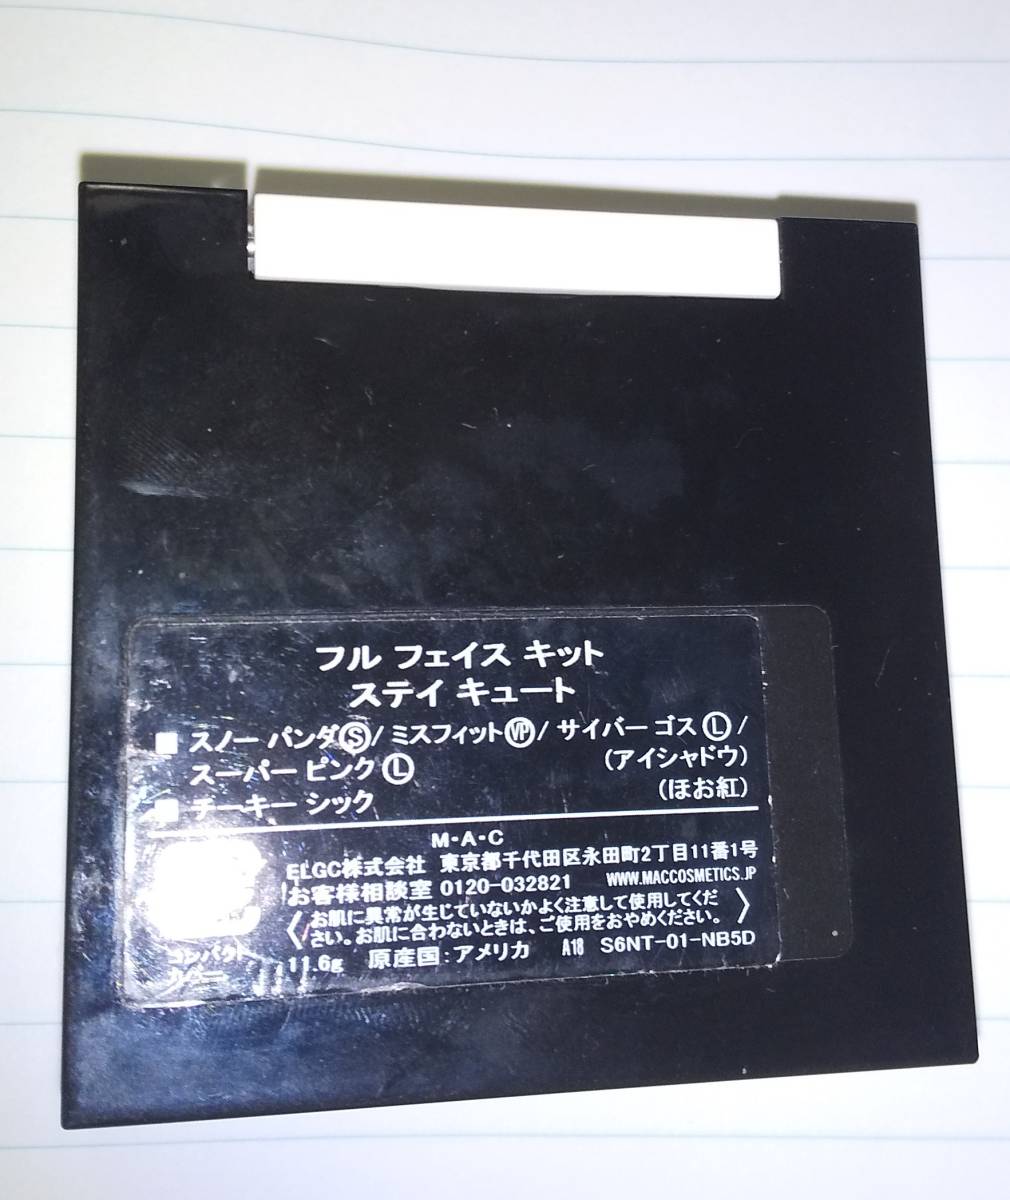 フル フェイス キット
ステイ キュート
■ スノー パンダⓈ/ ミスフィットVP/ サイバー ゴスⓁ/
スーパー ピンクⓁ (アイシャドウ)
■ チーキー シック (ほお紅)
M・A・C
ELGC株式会社 東京都千代田区永田町2丁目11番1号
お客様相談室 0120-032821 WWW.MACCOSMETICS.JP
〈お肌に異常が生じていないかよく注意して使用してくだ
さい。お肌に合わないときは、ご使用をおやめください。〉
11.6g 原産国:アメリカ A18 S6NT-01-NB5D
コンパクト
カバー